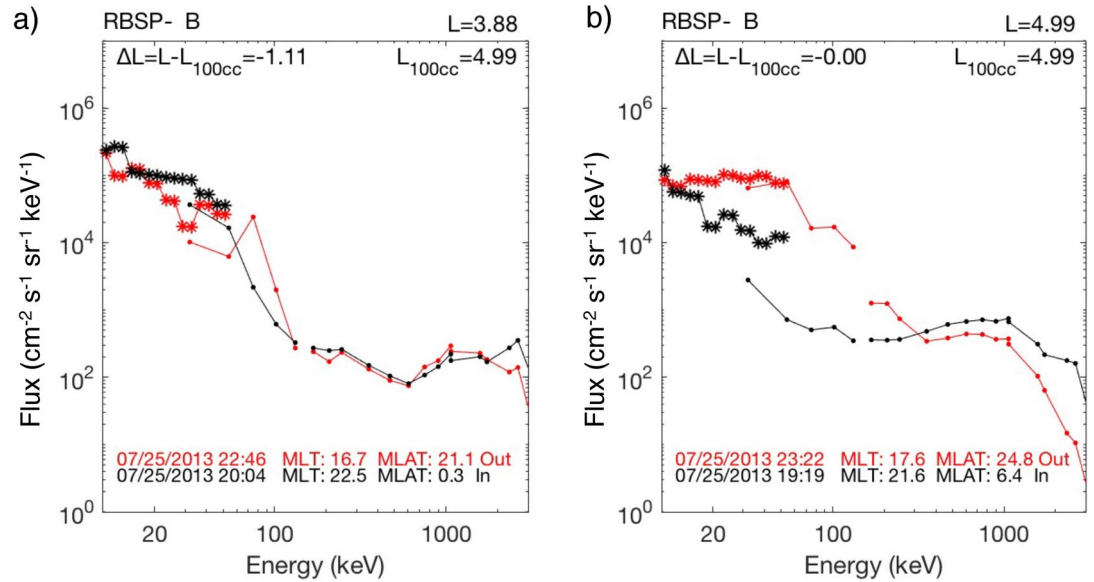 a)
RBSP- B L=3.88
ΔL=L-L100cc=-1.11 L100cc=4.99
10^6
10^4
10^2
10^0
Flux (cm-2 s-1 sr-1 keV-1)
07/25/2013 22:46 MLT: 16.7 MLAT: 21.1 Out
07/25/2013 20:04 MLT: 22.5 MLAT: 0.3 In
20 100 1000
Energy (keV)
b)
RBSP- B L=4.99
ΔL=L-L100cc=-0.00 L100cc=4.99
10^6
10^4
10^2
10^0
Flux (cm-2 s-1 sr-1 keV-1)
07/25/2013 23:22 MLT: 17.6 MLAT: 24.8 Out
07/25/2013 19:19 MLT: 21.6 MLAT: 6.4 In
20 100 1000
Energy (keV)